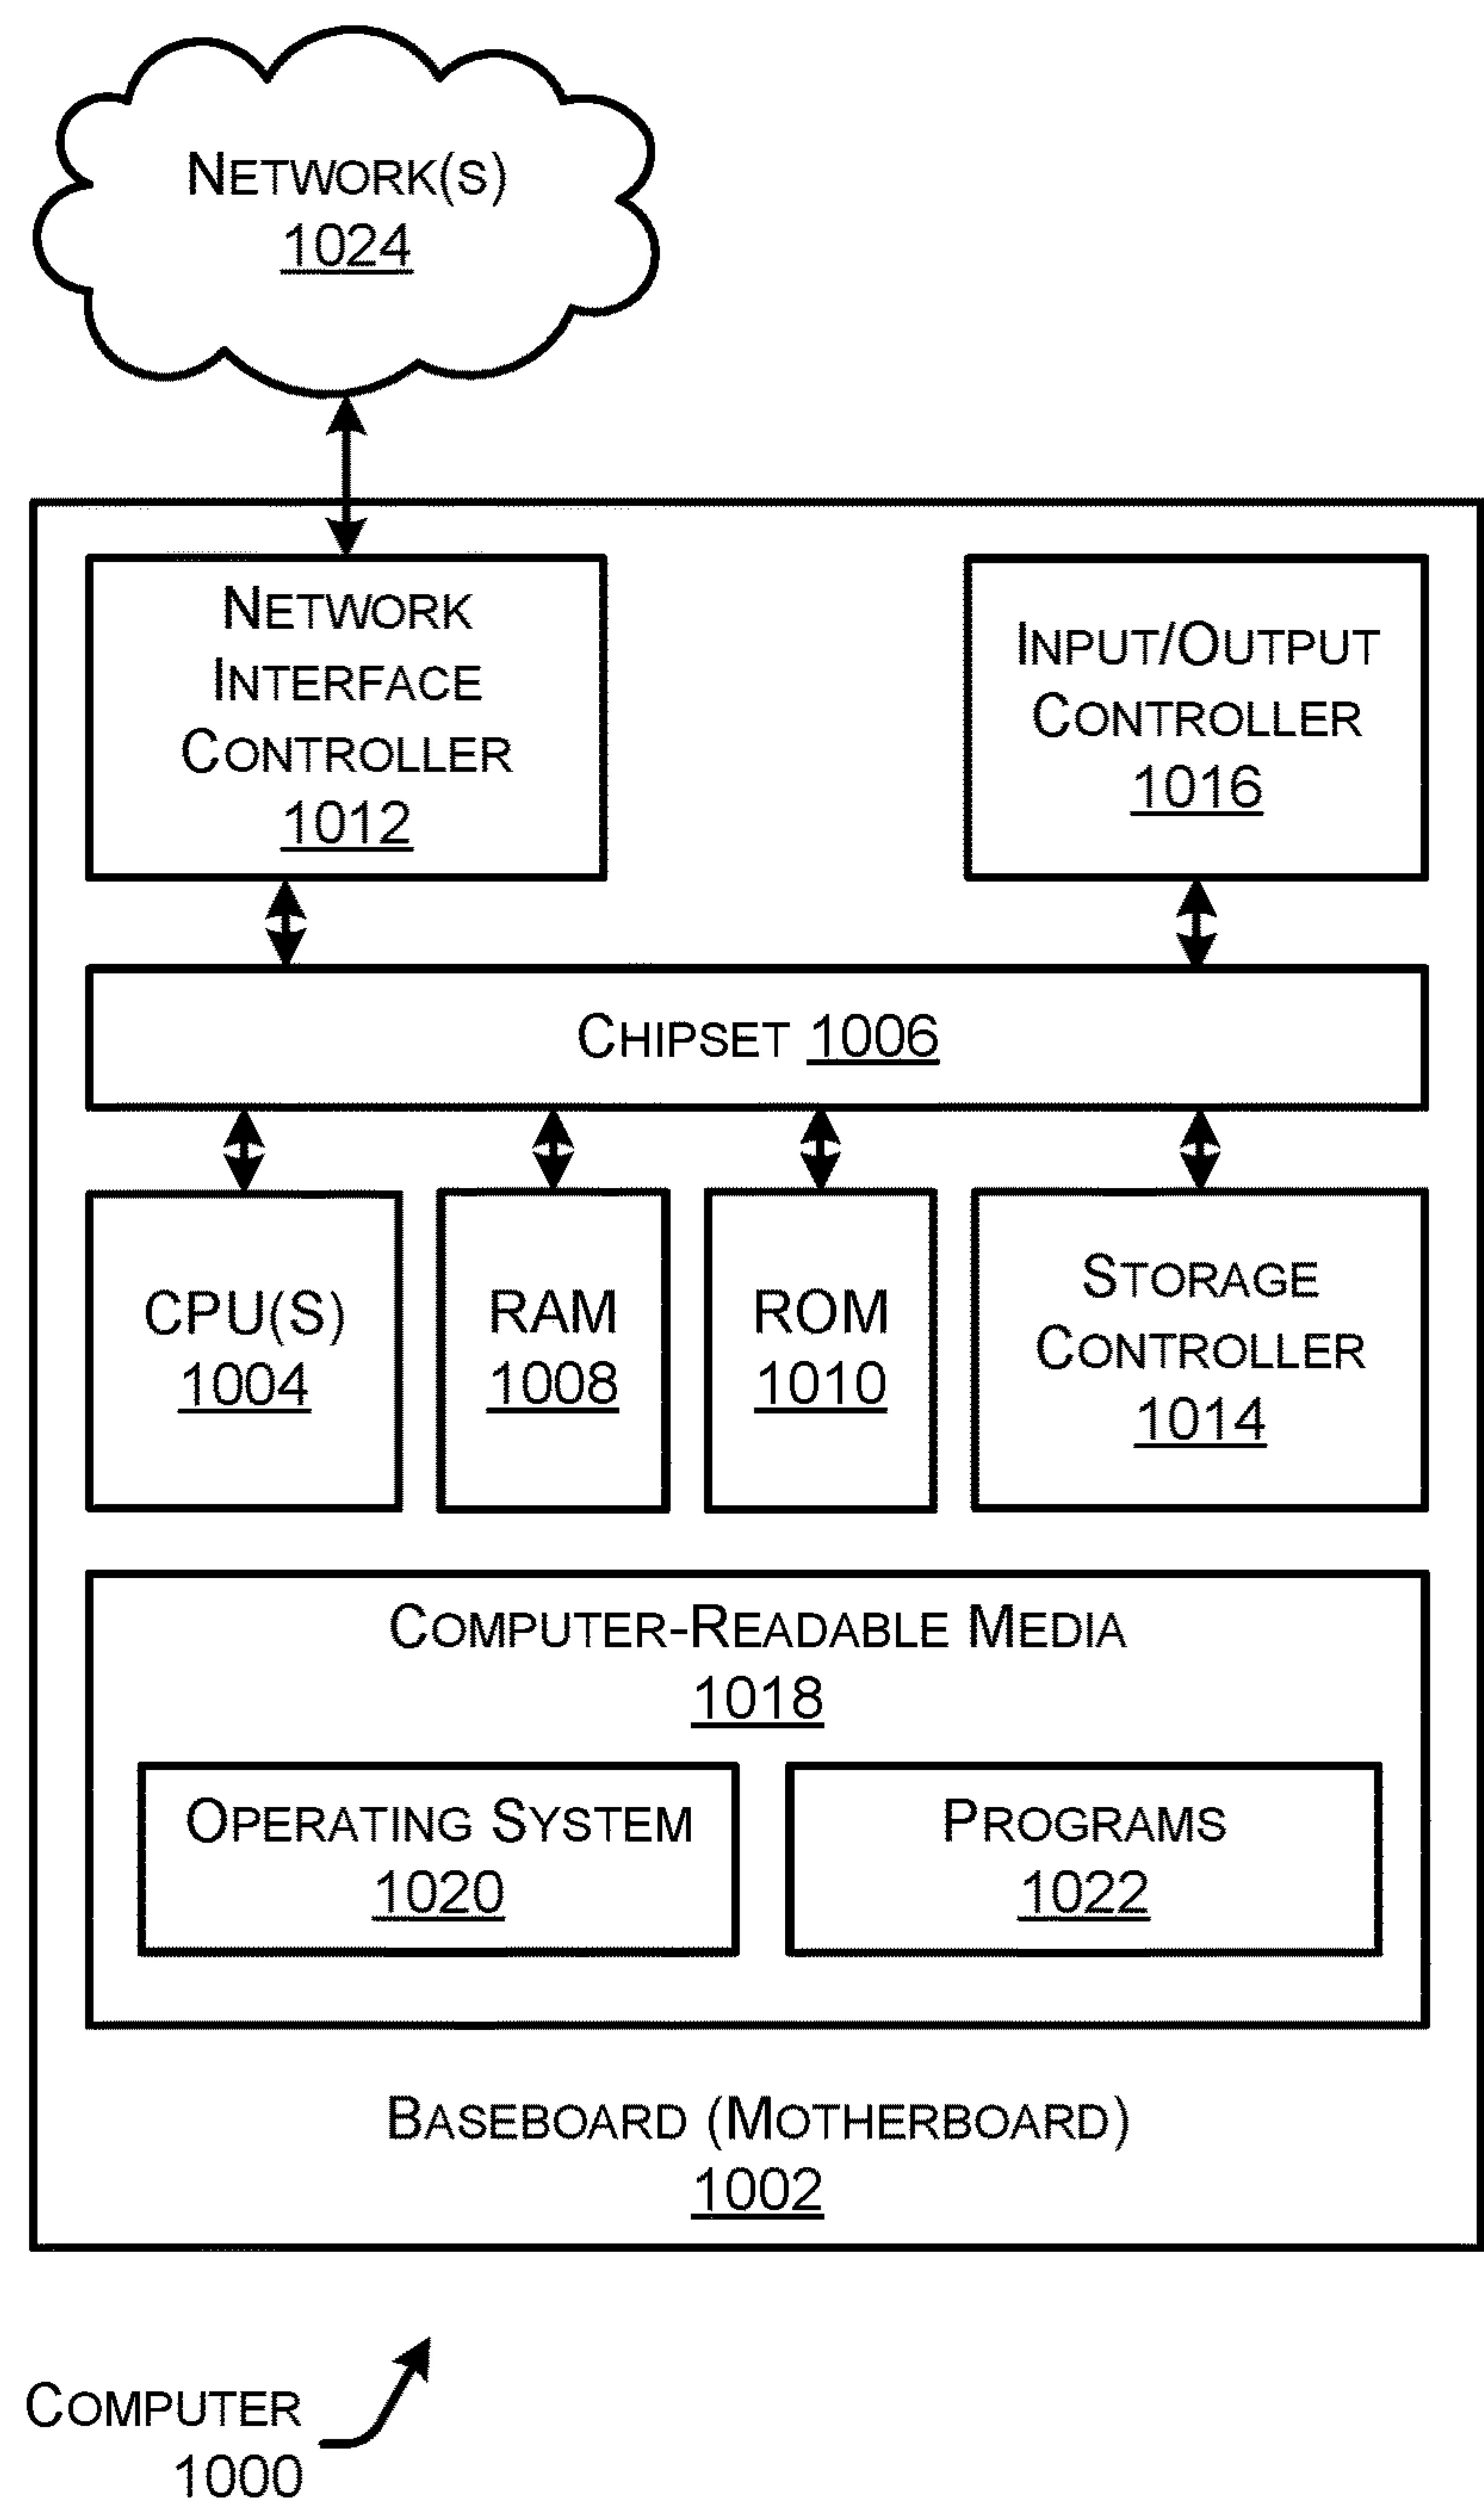 NETWORK(S)
1024
NETWORK
INTERFACE
CONTROLLER
1012
INPUT/OUTPUT
CONTROLLER
1016
CHIPSET 1006
CPU(S)
1004
RAM
1008
ROM
1010
STORAGE
CONTROLLER
1014
COMPUTER-READABLE MEDIA
1018
OPERATING SYSTEM
1020
PROGRAMS
1022
BASEBOARD (MOTHERBOARD)
1002
COMPUTER
1000